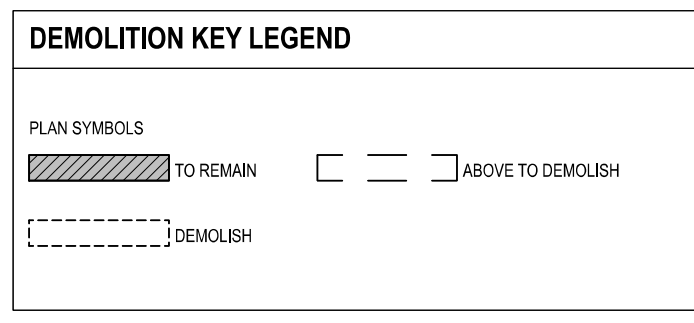 DEMOLITION KEY LEGEND
PLAN SYMBOLS
TO REMAIN
ABOVE TO DEMOLISH
DEMOLISH